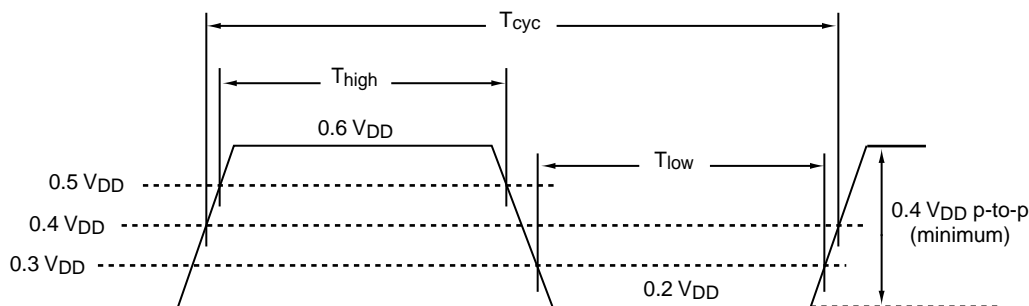 Tcyc
Thigh
0.6 VDD
Tlow
0.5 VDD
0.4 VDD
0.4 VDD p-to-p
(minimum)
0.3 VDD
0.2 VDD